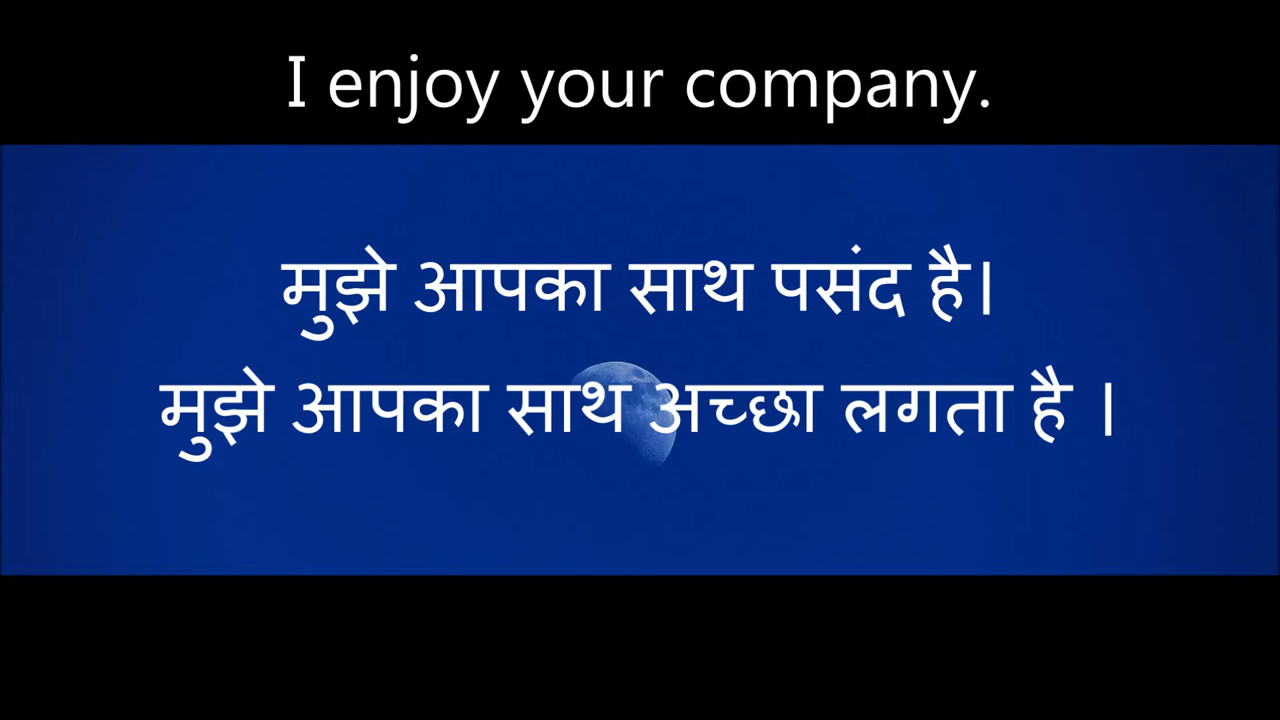 I enjoy your company.
मुझे आपका साथ पसंद है।
मुझे आपका साथ अच्छा लगता है ।